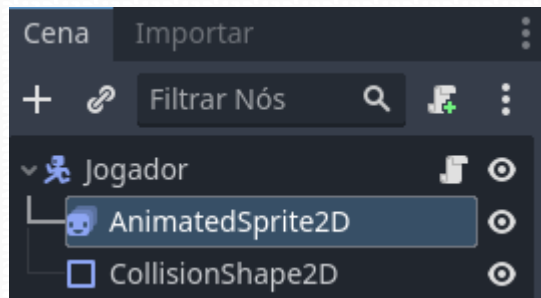 Cena Importar
Filtrar Nós
Jogador
AnimatedSprite2D
CollisionShape2D